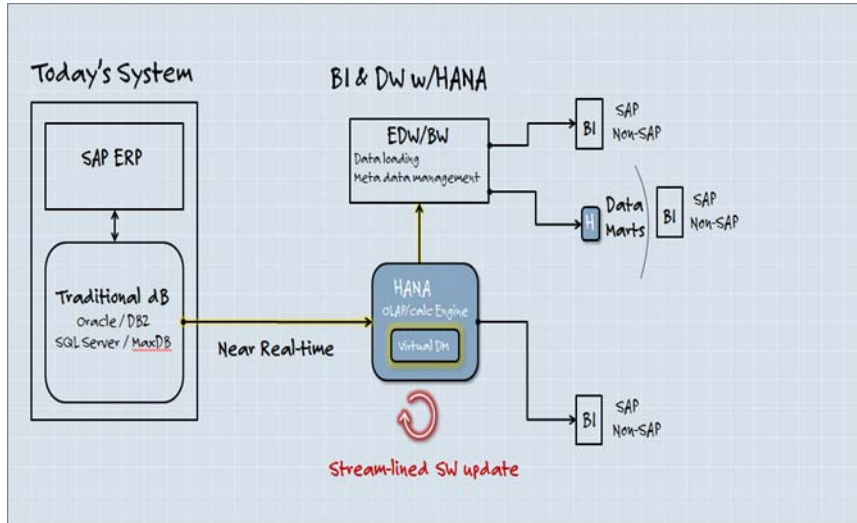 Today's System
BI & DW w/HANA
SAP ERP
Traditional dB
Oracle / DB2
SQL Server / MaxDB
Near Real-time
EDW/BW
Data loading
Meta data management
HANA
OLAP/calc Engine
Virtual DM
Stream-lined SW update
BI
SAP
Non-SAP
H
Data
Marts
BI
SAP
Non-SAP
BI
SAP
Non-SAP